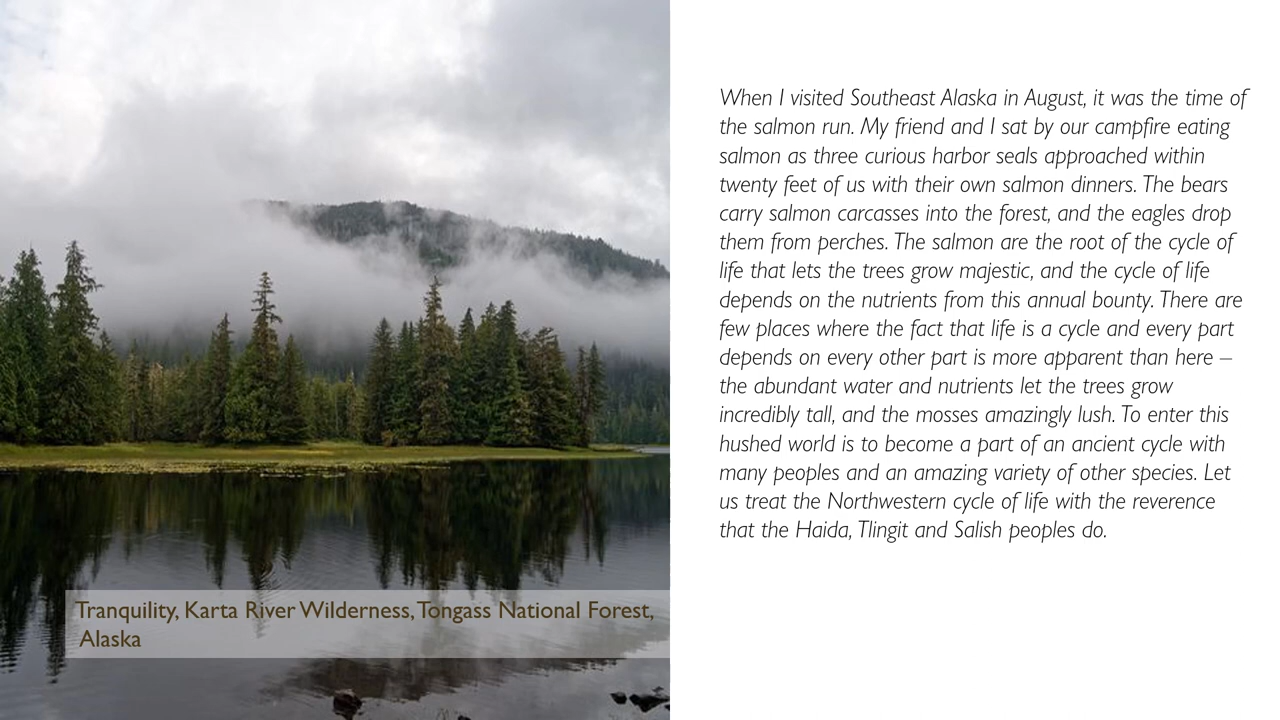 When I visited Southeast Alaska in August, it was the time of
the salmon run. My friend and I sat by our campfire eating
salmon as three curious harbor seals approached within
twenty feet of us with their own salmon dinners. The bears
carry salmon carcasses into the forest, and the eagles drop
them from perches. The salmon are the root of the cycle of
life that lets the trees grow majestic, and the cycle of life
depends on the nutrients from this annual bounty. There are
few places where the fact that life is a cycle and every part
depends on every other part is more apparent than here –
the abundant water and nutrients let the trees grow
incredibly tall, and the mosses amazingly lush. To enter this
hushed world is to become a part of an ancient cycle with
many peoples and an amazing variety of other species. Let
us treat the Northwestern cycle of life with the reverence
that the Haida, Tlingit and Salish peoples do.
Tranquility, Karta River Wilderness, Tongass National Forest,
Alaska